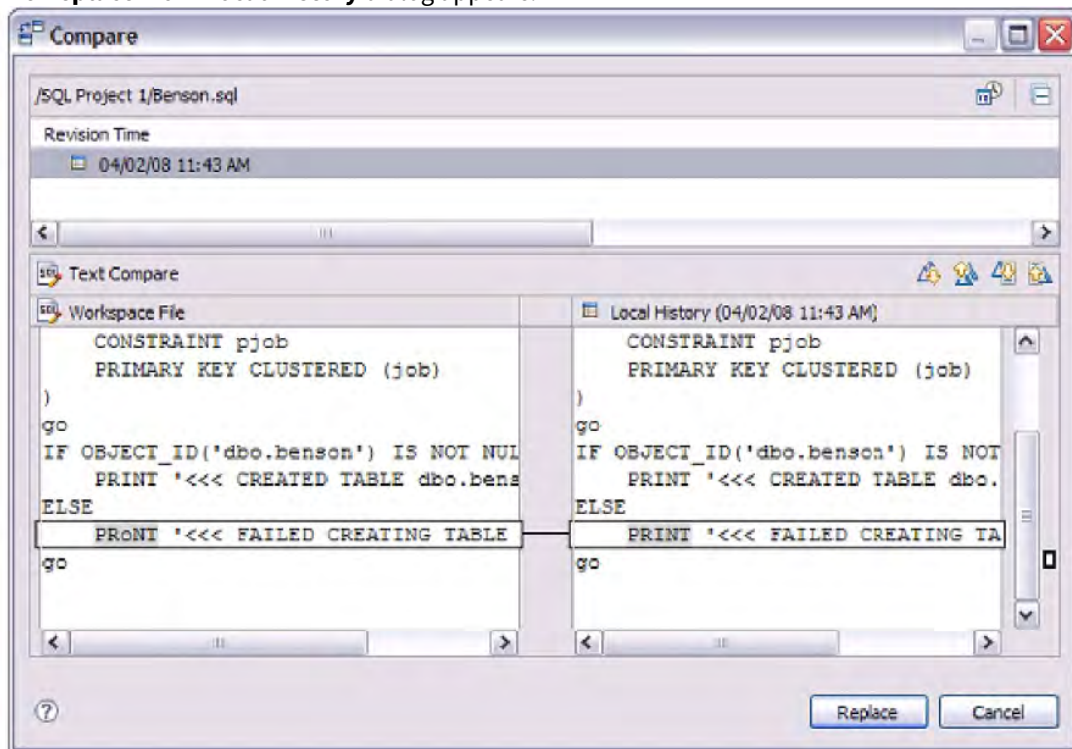 Compare
/SQL Project 1/Benson.sql
Revision Time
04/02/08 11:43 AM
Text Compare
Workspace File
CONSTRAINT pjob
PRIMARY KEY CLUSTERED (job)
)
go
IF OBJECT_ID('dbo.benson') IS NOT NUL
PRINT '<<< CREATED TABLE dbo.bens
ELSE
PRoNT '<<< FAILED CREATING TABLE
go
Local History (04/02/08 11:43 AM)
CONSTRAINT pjob
PRIMARY KEY CLUSTERED (job)
)
go
IF OBJECT_ID('dbo.benson') IS NOT
PRINT '<<< CREATED TABLE dbo.
ELSE
PRINT '<<< FAILED CREATING TA
go
Replace
Cancel